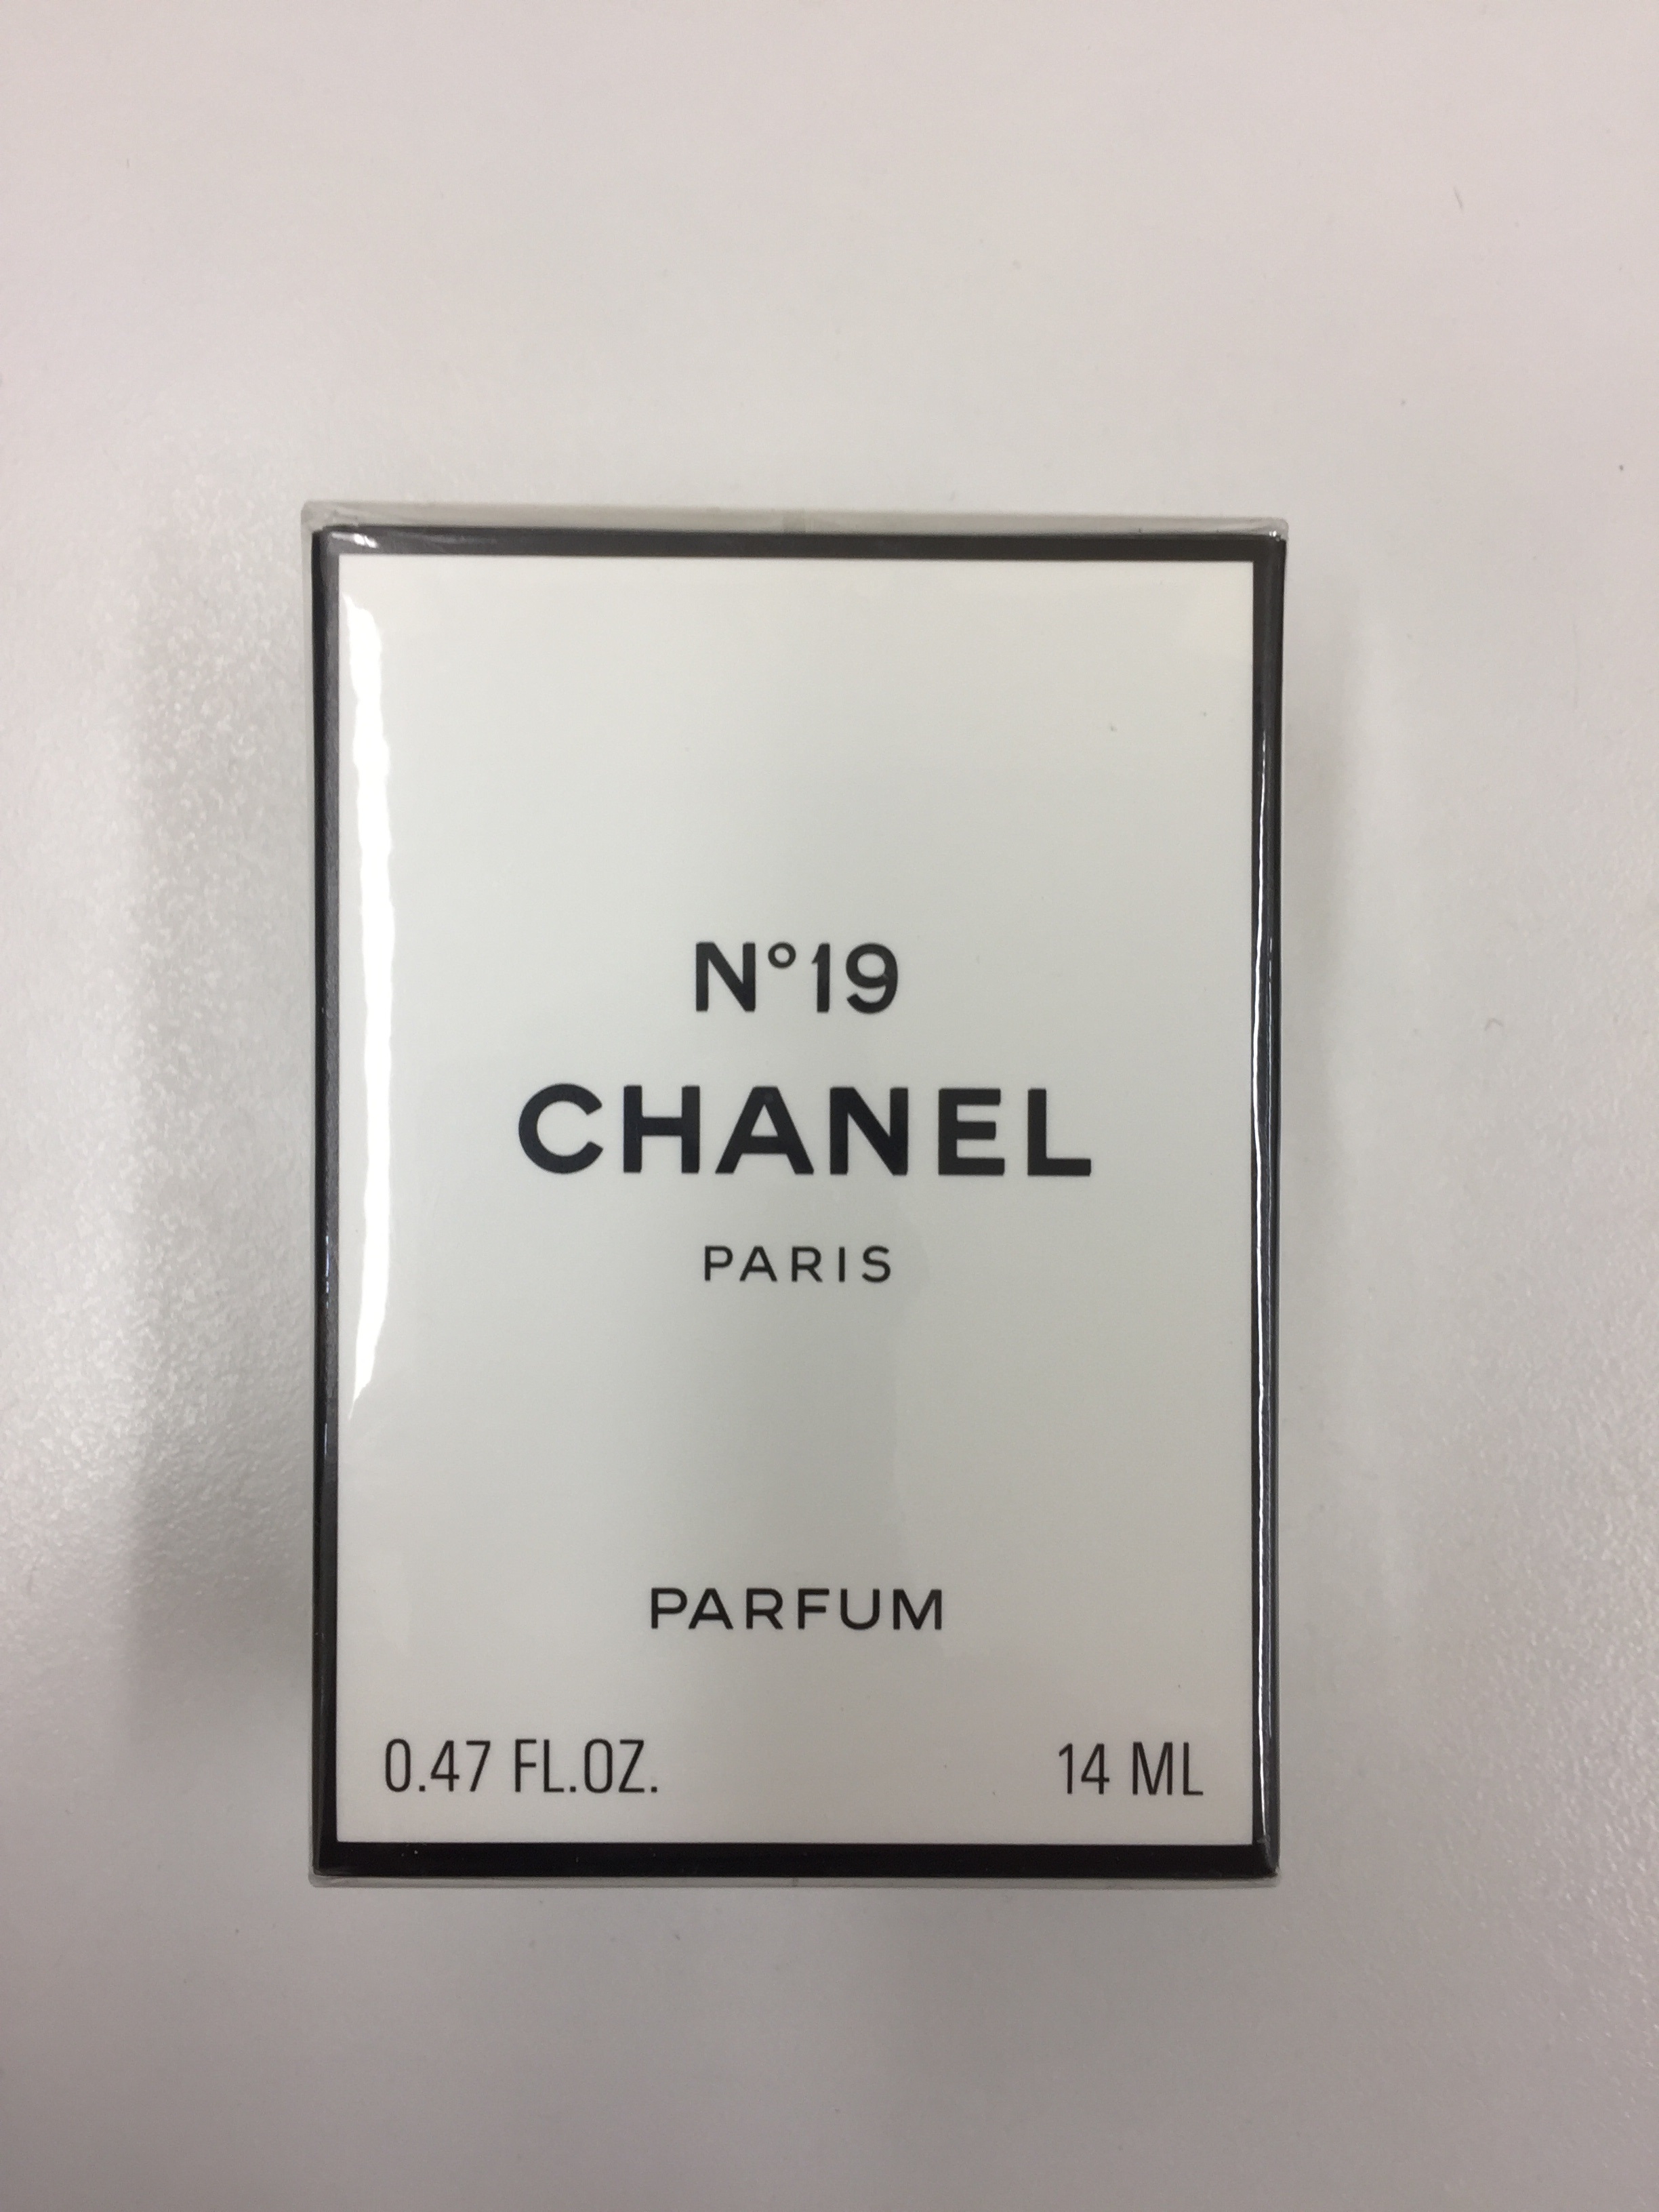 N°19
CHANEL
PARIS
PARFUM
0.47 FL.OZ. 14 ML